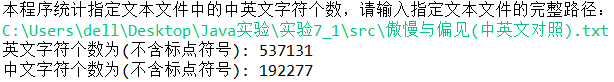 本程序统计指定文本文件中的中英文字符个数，请输入指定文本文件的完整路径：
C:\Users\dell\Desktop\Java实验\实验7_1\src\傲慢与偏见(中英文对照).txt
英文字符个数为(不含标点符号): 537131
中文字符个数为(不含标点符号): 192277